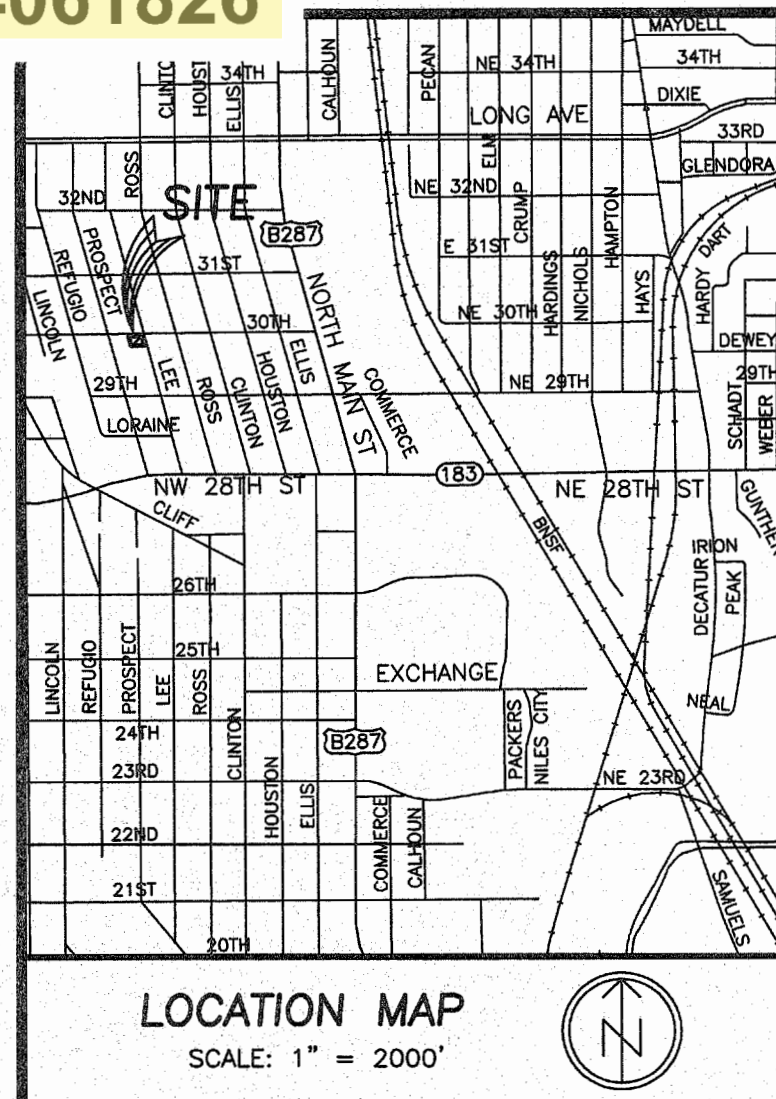 061826
MAYDELL
CLINTC
HOUST
ELLIS
34TH
CALHOUN
PECAN
NE 34TH
34TH
DIXIE
LONG AVE
33RD
ROSS
ELM
GLENDORA
32ND
SITE
NE 32ND
CRUMP
HAMPTON
B287
PROSPECT
REFUGIO
LINCOLN
31ST
E 31ST
HARDINGS
NICHOLS
HAYS
HARDY
DART
NORTH MAIN ST
30TH
NE 30TH
DEWEY
LEE
ROSS
CLINTON
HOUSTON
ELLIS
COMMERCE
29TH
NE 29TH
29TH
SCHADT
WEBER
LORAINE
NW 28TH ST
183
NE 28TH ST
GUNTHER
CLIFF
BNSF
IRION
DECATUR
PEAK
26TH
LINCOLN
REFUGIO
PROSPECT
LEE
ROSS
25TH
EXCHANGE
NEAL
24TH
CLINTON
B287
PACKERS
NILES CITY
23RD
HOUSTON
ELLIS
NE 23RD
22ND
COMMERCE
CALHOUN
21ST
SAMUELS
20TH
LOCATION MAP
SCALE: 1" = 2000'
N